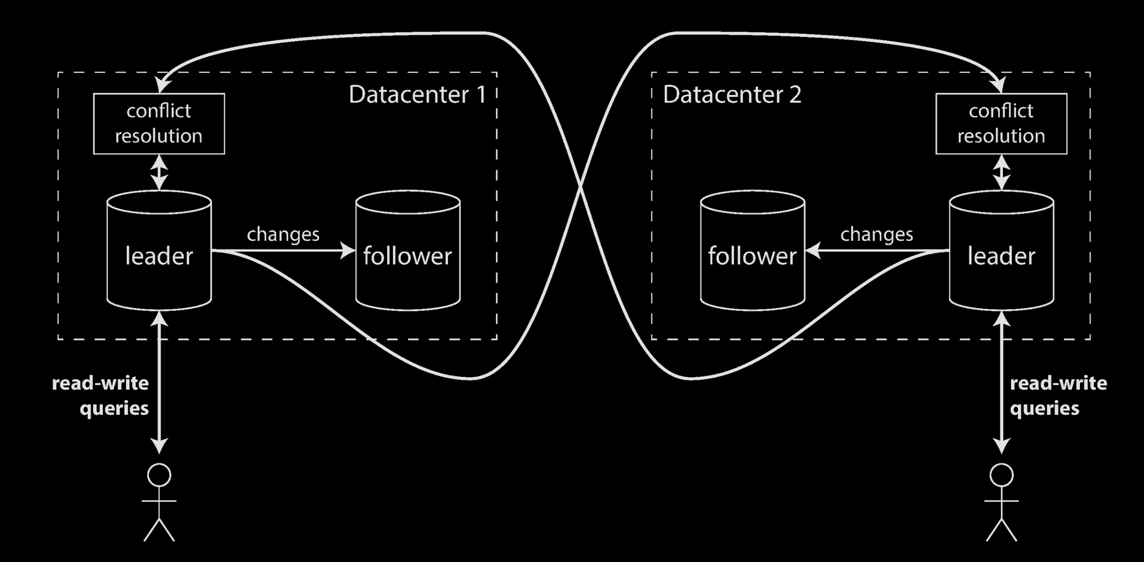 Datacenter 1
conflict
resolution
leader
changes
follower
read-write
queries
Datacenter 2
conflict
resolution
follower
changes
leader
read-write
queries